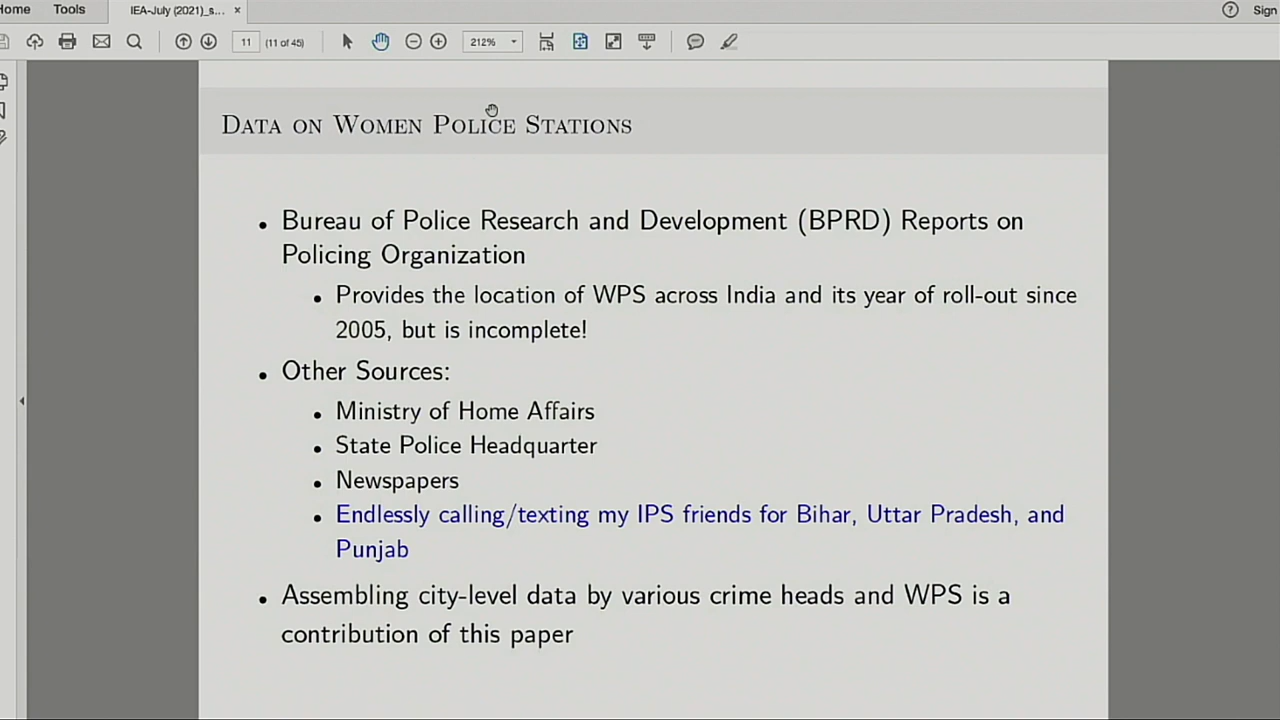 Home Tools IEA-July (2021)_s... × Sign
11 (11 of 45) 212%
Data on Women Police Stations
• Bureau of Police Research and Development (BPRD) Reports on
Policing Organization
• Provides the location of WPS across India and its year of roll-out since
2005, but is incomplete!
• Other Sources:
• Ministry of Home Affairs
• State Police Headquarter
• Newspapers
• Endlessly calling/texting my IPS friends for Bihar, Uttar Pradesh, and
Punjab
• Assembling city-level data by various crime heads and WPS is a
contribution of this paper